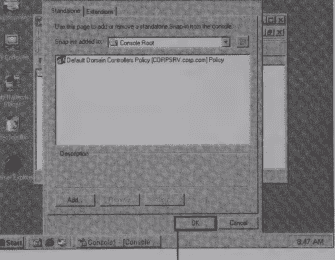 Standalone Extensions
Use this page to add or remove a standalone Snap-in from the console.
Snap-ins added to: Console Root
Default Domain Controllers Policy [CORPSRV.czap.com] Policy
Description
Add...
OK Cancel
Start Console1 - [Console ... 9:47 AM